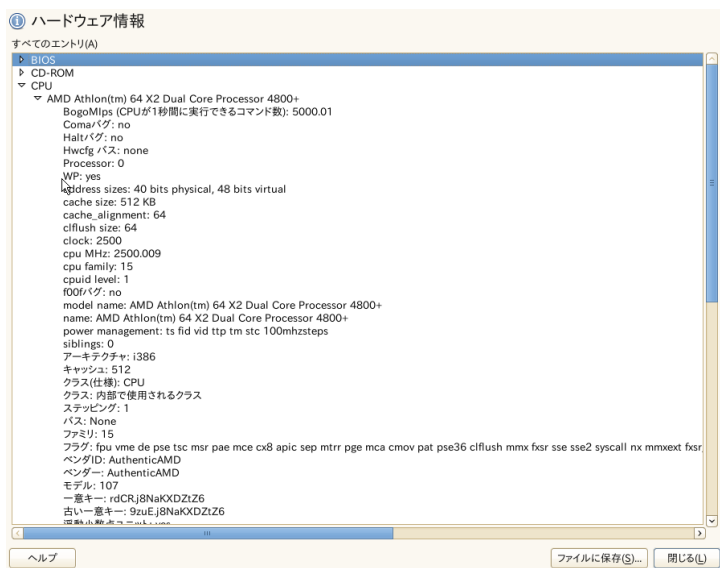 ハードウェア情報
すべてのエントリ(A)
BIOS
CD-ROM
CPU
AMD Athlon(tm) 64 X2 Dual Core Processor 4800+
BogoMIps (CPUが1秒間に実行できるコマンド数): 5000.01
Comaバグ: no
Haltバグ: no
Hwcfg バス: none
Processor: 0
WP: yes
address sizes: 40 bits physical, 48 bits virtual
cache size: 512 KB
cache_alignment: 64
clflush size: 64
clock: 2500
cpu MHz: 2500.009
cpu family: 15
cpuid level: 1
f00fバグ: no
model name: AMD Athlon(tm) 64 X2 Dual Core Processor 4800+
name: AMD Athlon(tm) 64 X2 Dual Core Processor 4800+
power management: ts fid vid ttp tm stc 100mhzsteps
siblings: 0
アーキテクチャ: i386
キャッシュ: 512
クラス(仕様): CPU
クラス: 内部で使用されるクラス
ステッピング: 1
バス: None
ファミリ: 15
フラグ: fpu vme de pse tsc msr pae mce cx8 apic sep mtrr pge mca cmov pat pse36 clflush mmx fxsr sse sse2 syscall nx mmxext fxsr
ベンダID: AuthenticAMD
ベンダー: AuthenticAMD
モデル: 107
一意キー: rdCR.j8NaKXDZtZ6
古い一意キー: 9zuE.j8NaKXDZtZ6
浮動小数点ユニット: yes
ヘルプ
ファイルに保存(S)...
閉じる(L)